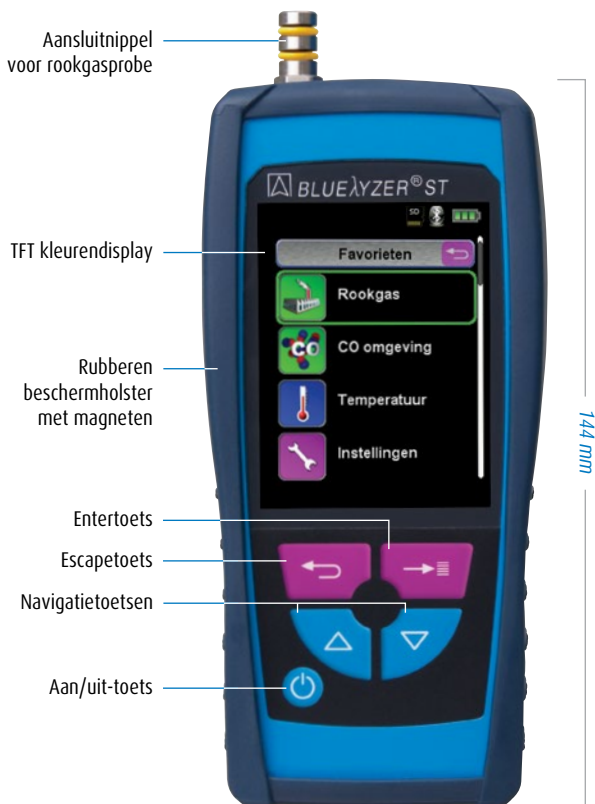 Aansluitnippel
voor rookgasprobe
BLUEλYZER®ST
SD
TFT kleurendisplay
Favorieten
Rookgas
CO
CO omgeving
Rubberen
beschermholster
met magneten
Temperatuur
Instellingen
144 mm
Entertoets
Escapetoets
Navigatietoetsen
Aan/uit-toets